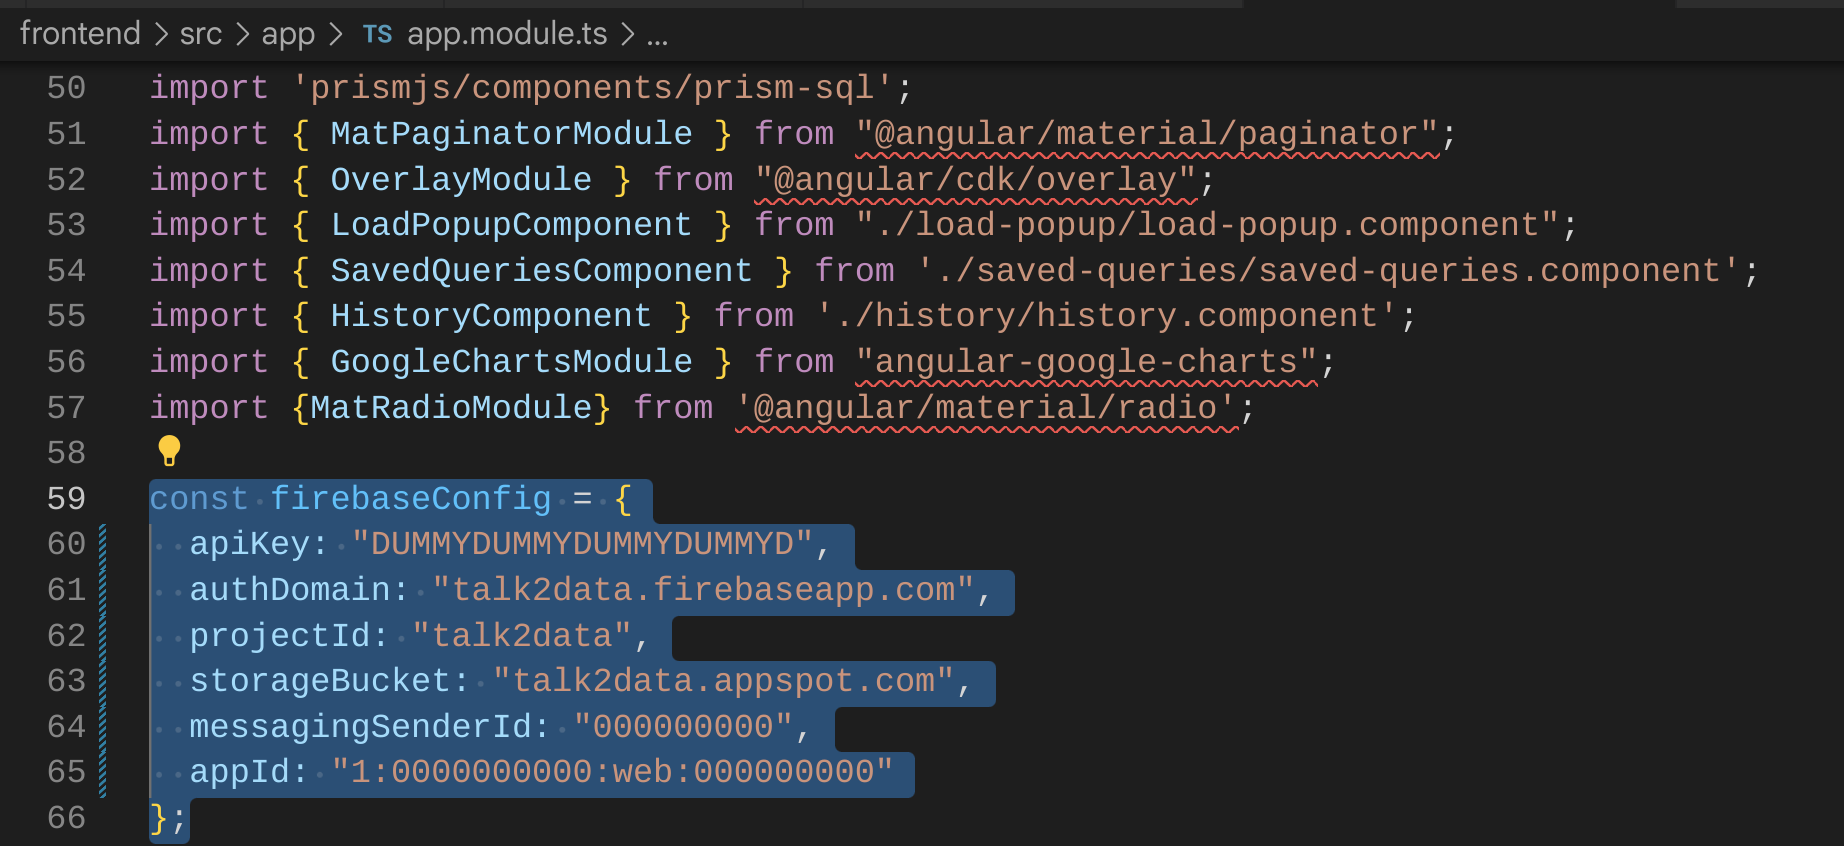 frontend > src > app > TS app.module.ts > ...
50 import 'prismjs/components/prism-sql';
51 import { MatPaginatorModule } from "@angular/material/paginator";
52 import { OverlayModule } from "@angular/cdk/overlay";
53 import { LoadPopupComponent } from "./load-popup/load-popup.component";
54 import { SavedQueriesComponent } from './saved-queries/saved-queries.component';
55 import { HistoryComponent } from './history/history.component';
56 import { GoogleChartsModule } from "angular-google-charts";
57 import {MatRadioModule} from '@angular/material/radio';
58
59 const firebaseConfig = {
60   apiKey: "DUMMYDUMMYDUMMYDUMMYD",
61   authDomain: "talk2data.firebaseapp.com",
62   projectId: "talk2data",
63   storageBucket: "talk2data.appspot.com",
64   messagingSenderId: "000000000",
65   appId: "1:0000000000:web:000000000"
66 };